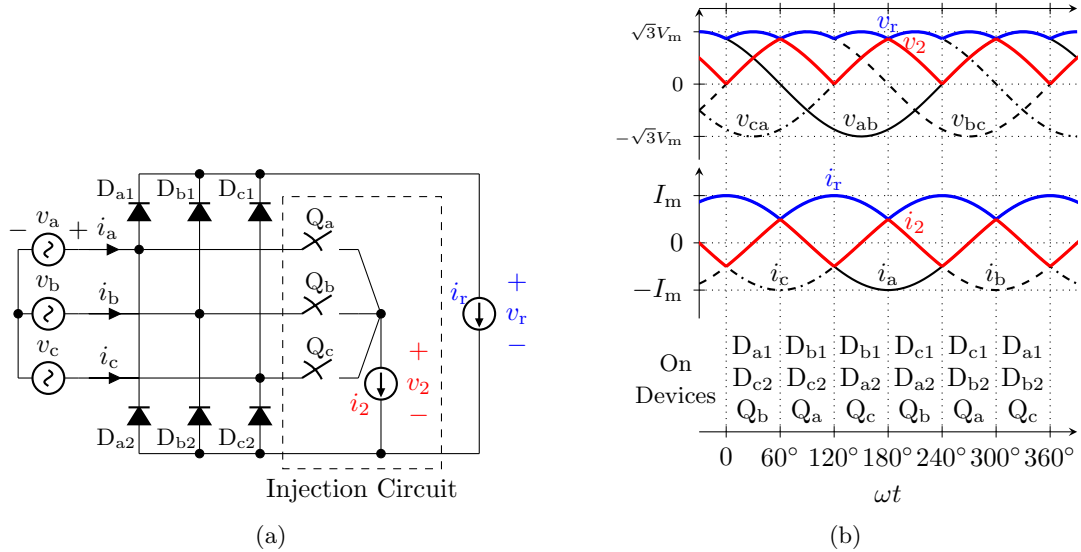 D_a1 D_b1 D_c1
− v_a + i_a
Q_a
v_b i_b
Q_b
v_c i_c
Q_c
i_r + v_r −
i_2 + v_2 −
D_a2 D_b2 D_c2
Injection Circuit
(a)
√3V_m
0
−√3V_m
v_r
v_2
v_ca v_ab v_bc
I_m
0
−I_m
i_r
i_2
i_c i_a i_b
On
Devices
D_a1 D_b1 D_b1 D_c1 D_c1 D_a1
D_c2 D_c2 D_a2 D_a2 D_b2 D_b2
Q_b Q_a Q_c Q_b Q_a Q_c
0 60° 120° 180° 240° 300° 360°
ωt
(b)